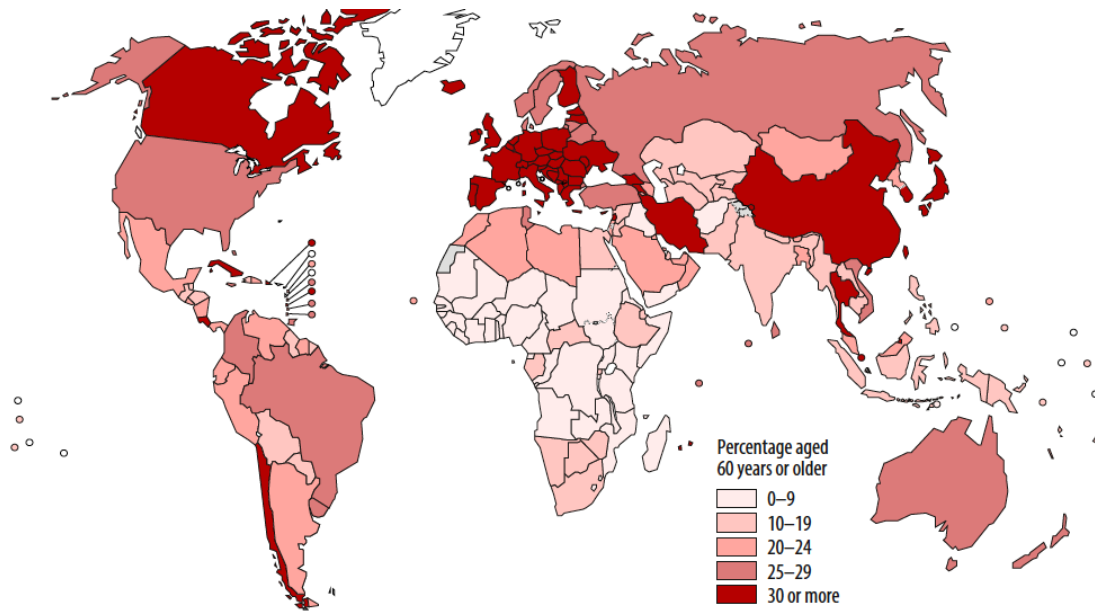 Percentage aged
60 years or older
0–9
10–19
20–24
25–29
30 or more